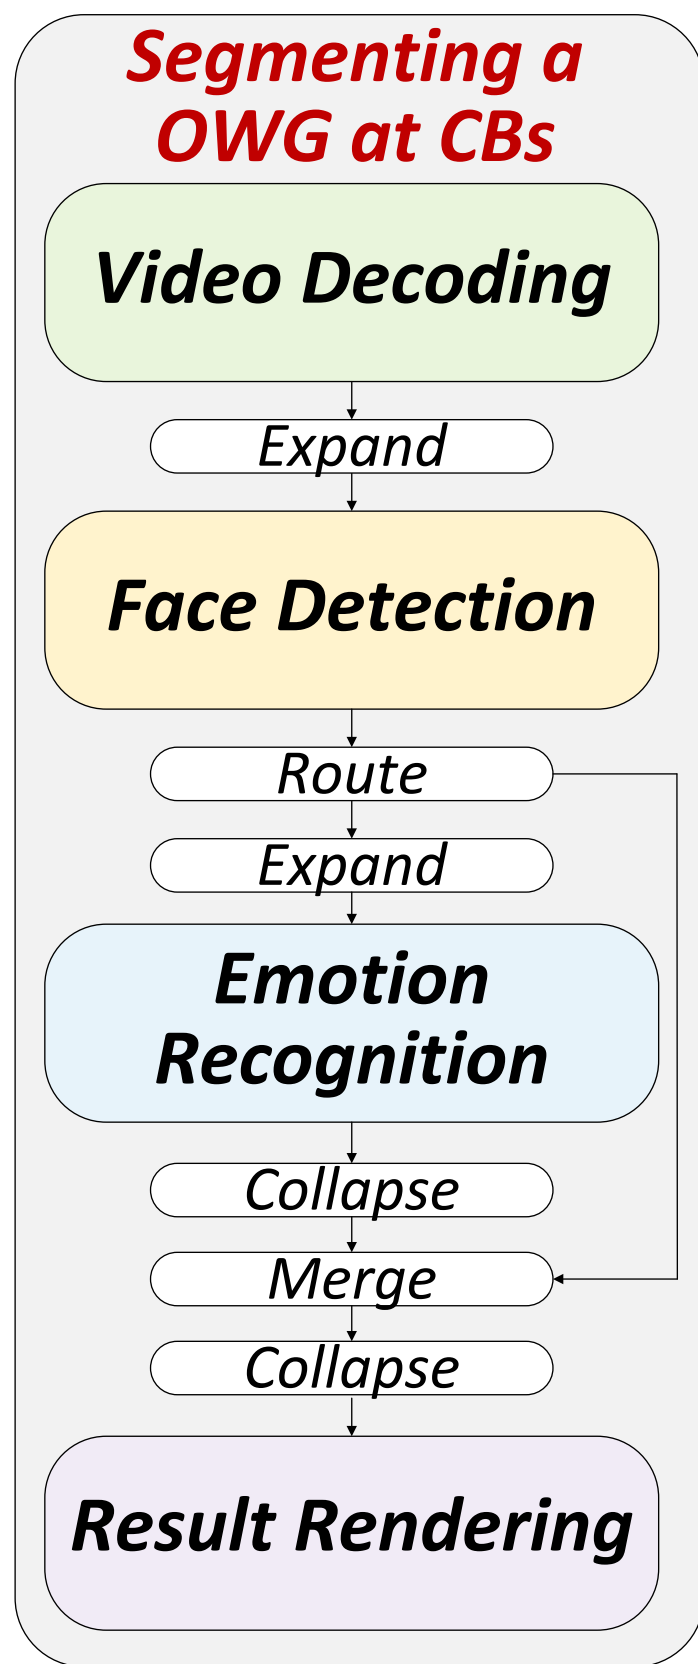 Segmenting a
OWG at CBs
Video Decoding
Expand
Face Detection
Route
Expand
Emotion
Recognition
Collapse
Merge
Collapse
Result Rendering